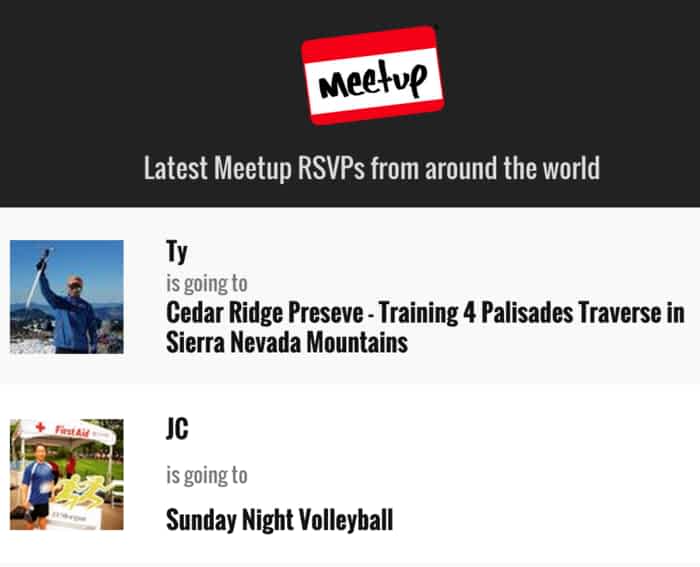 meetup
Latest Meetup RSVPs from around the world
Ty
is going to
Cedar Ridge Preseve - Training 4 Palisades Traverse in
Sierra Nevada Mountains
First Aid
JC
is going to
Sunday Night Volleyball